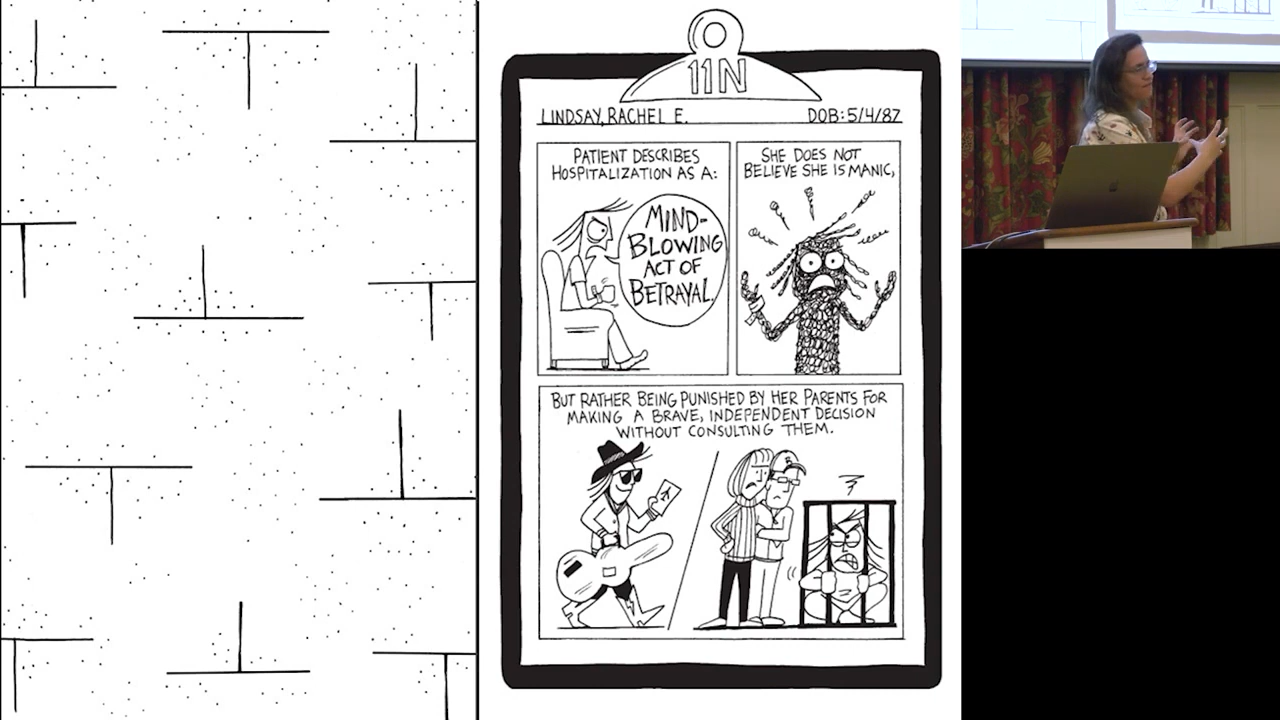 11N
LINDSAY, RACHEL E. DOB: 5/4/87
PATIENT DESCRIBES
HOSPITALIZATION AS A:
MIND-
BLOWING
ACT OF
BETRAYAL.
SHE DOES NOT
BELIEVE SHE IS MANIC,
BUT RATHER BEING PUNISHED BY HER PARENTS FOR
MAKING A BRAVE, INDEPENDENT DECISION
WITHOUT CONSULTING THEM.